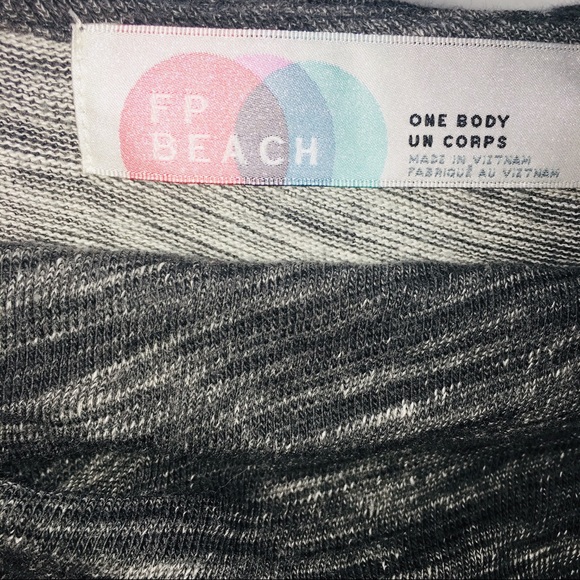 FP
BEACH
ONE BODY
UN CORPS
MADE IN VIETNAM
FABRIQUÉ AU VIETNAM